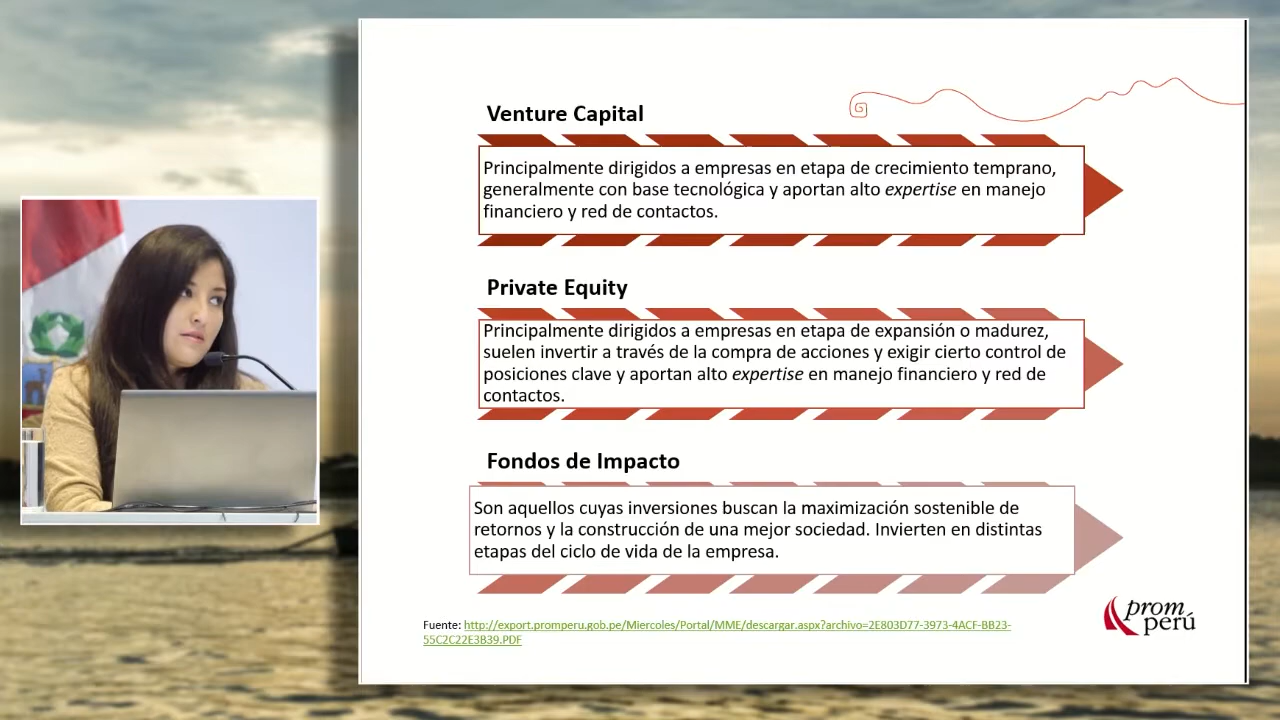 Venture Capital
Principalmente dirigidos a empresas en etapa de crecimiento temprano,
generalmente con base tecnológica y aportan alto expertise en manejo
financiero y red de contactos.
Private Equity
Principalmente dirigidos a empresas en etapa de expansión o madurez,
suelen invertir a través de la compra de acciones y exigir cierto control de
posiciones clave y aportan alto expertise en manejo financiero y red de
contactos.
Fondos de Impacto
Son aquellos cuyas inversiones buscan la maximización sostenible de
retornos y la construcción de una mejor sociedad. Invierten en distintas
etapas del ciclo de vida de la empresa.
Fuente: http://export.promperu.gob.pe/Miercoles/Portal/MME/descargar.aspx?archivo=2E803D77-3973-4ACF-BB23-
55C2C22E3B39.PDF
prom
perú